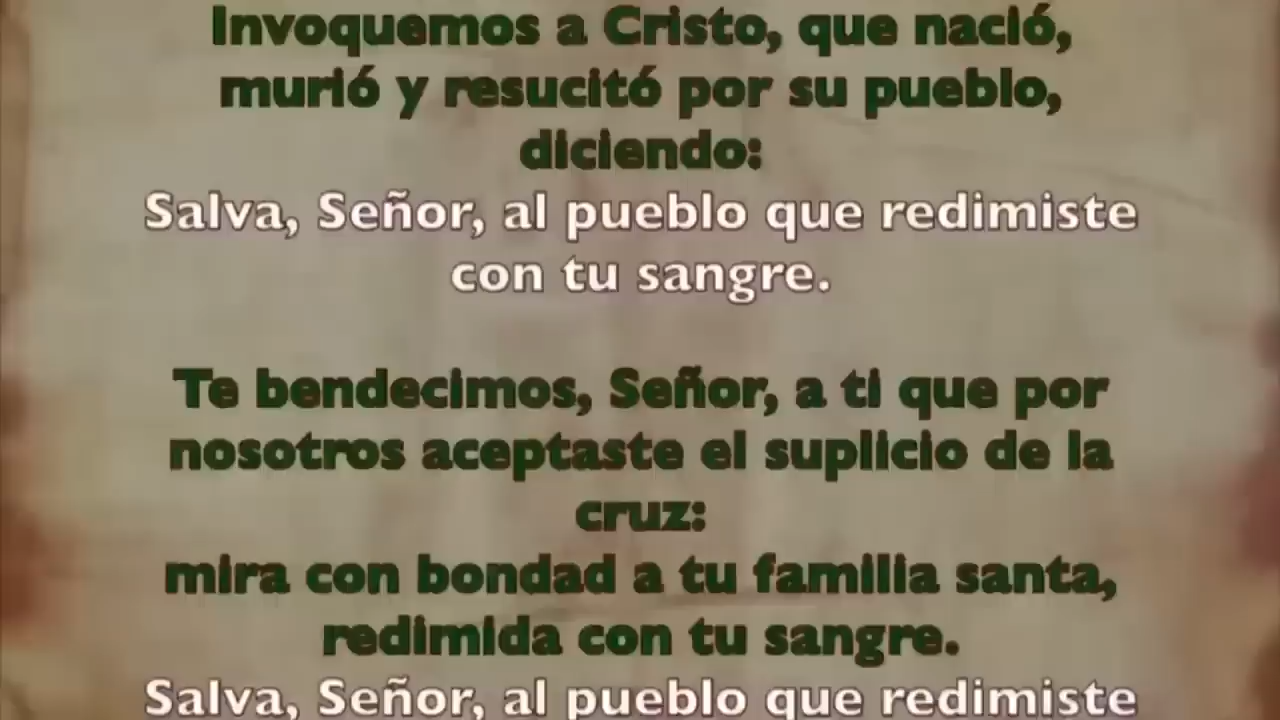 Invoquemos a Cristo, que nació,
murió y resucitó por su pueblo,
diciendo:
Salva, Señor, al pueblo que redimiste
con tu sangre.
Te bendecimos, Señor, a ti que por
nosotros aceptaste el suplicio de la
cruz:
mira con bondad a tu familia santa,
redimida con tu sangre.
Salva, Señor, al pueblo que redimiste